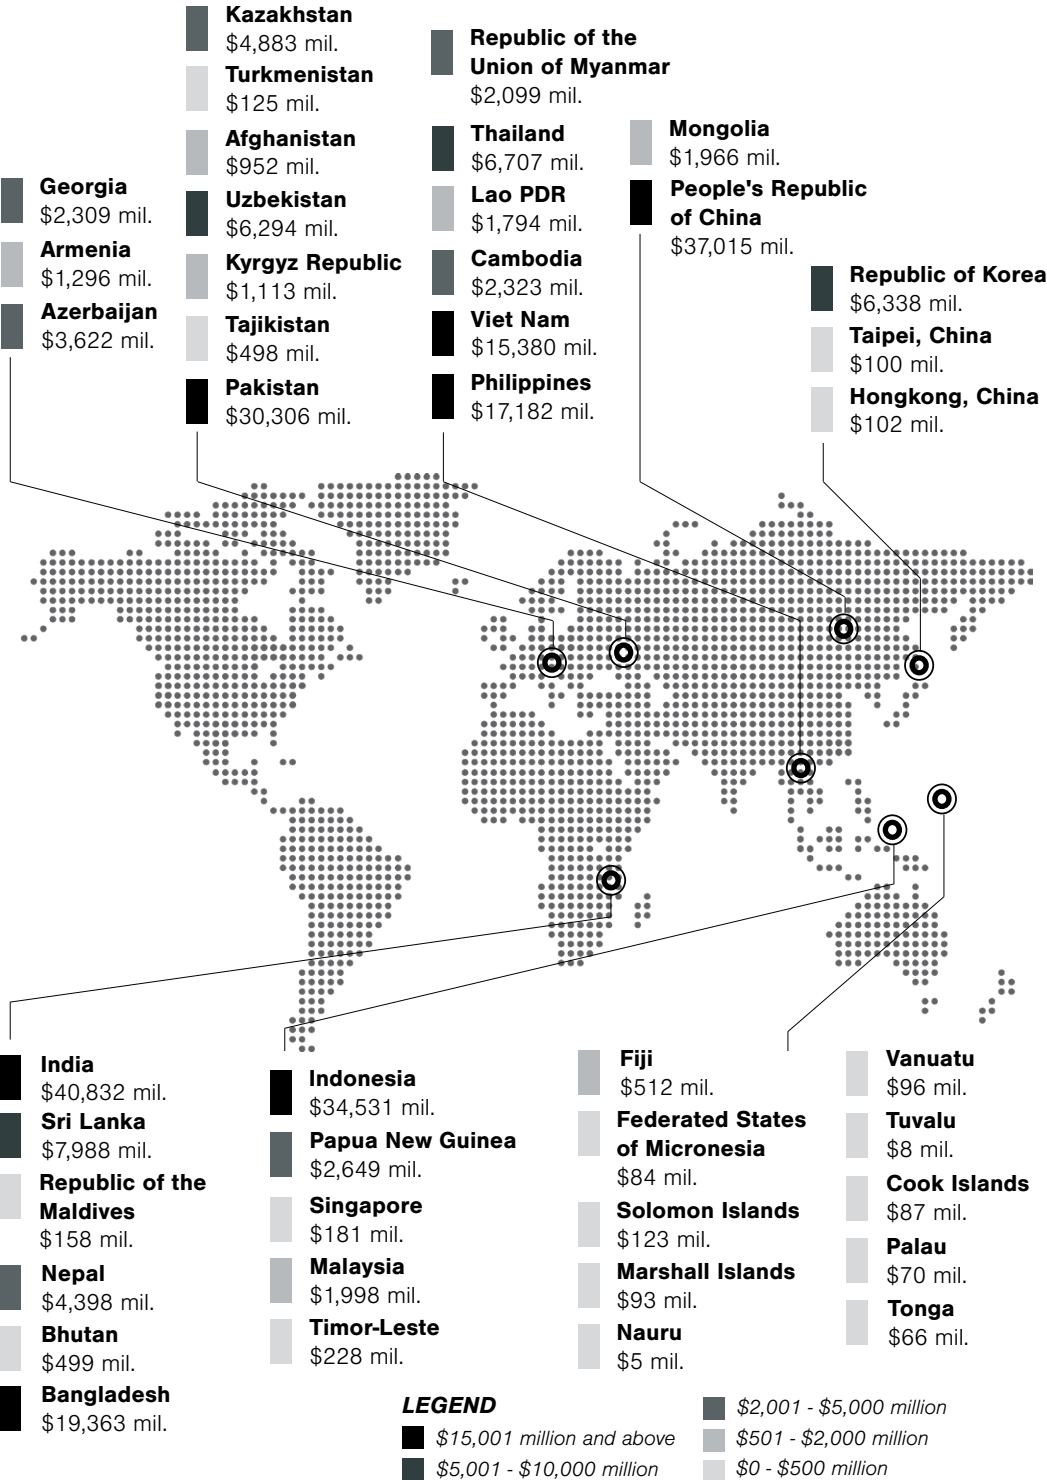 Kazakhstan
$4,883 mil.
Turkmenistan
$125 mil.
Afghanistan
$952 mil.
Uzbekistan
$6,294 mil.
Kyrgyz Republic
$1,113 mil.
Tajikistan
$498 mil.
Pakistan
$30,306 mil.
Republic of the
Union of Myanmar
$2,099 mil.
Thailand
$6,707 mil.
Lao PDR
$1,794 mil.
Cambodia
$2,323 mil.
Viet Nam
$15,380 mil.
Philippines
$17,182 mil.
Mongolia
$1,966 mil.
People's Republic
of China
$37,015 mil.
Georgia
$2,309 mil.
Armenia
$1,296 mil.
Azerbaijan
$3,622 mil.
Republic of Korea
$6,338 mil.
Taipei, China
$100 mil.
Hongkong, China
$102 mil.
India
$40,832 mil.
Sri Lanka
$7,988 mil.
Republic of the
Maldives
$158 mil.
Nepal
$4,398 mil.
Bhutan
$499 mil.
Bangladesh
$19,363 mil.
Indonesia
$34,531 mil.
Papua New Guinea
$2,649 mil.
Singapore
$181 mil.
Malaysia
$1,998 mil.
Timor-Leste
$228 mil.
Fiji
$512 mil.
Federated States
of Micronesia
$84 mil.
Solomon Islands
$123 mil.
Marshall Islands
$93 mil.
Nauru
$5 mil.
Vanuatu
$96 mil.
Tuvalu
$8 mil.
Cook Islands
$87 mil.
Palau
$70 mil.
Tonga
$66 mil.
LEGEND
$15,001 million and above
$5,001 - $10,000 million
$2,001 - $5,000 million
$501 - $2,000 million
$0 - $500 million